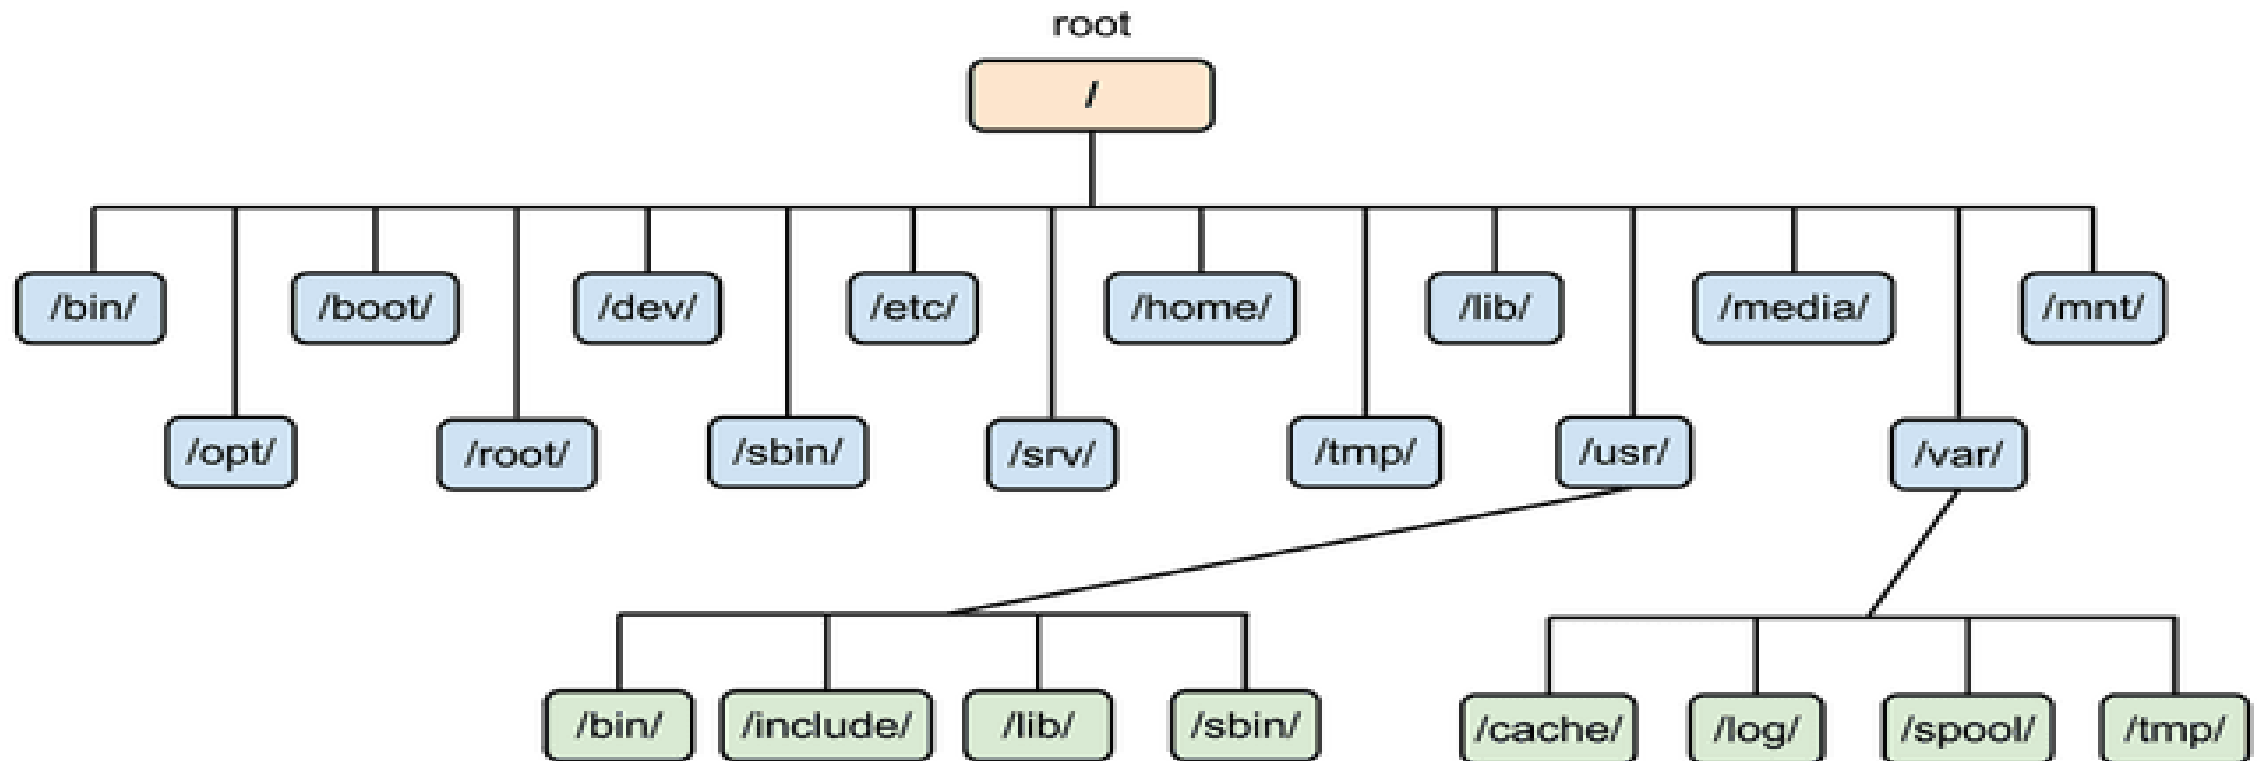 root
/
/bin/ /boot/ /dev/ /etc/ /home/ /lib/ /media/ /mnt/
/opt/ /root/ /sbin/ /srv/ /tmp/ /usr/ /var/
/bin/ /include/ /lib/ /sbin/ /cache/ /log/ /spool/ /tmp/